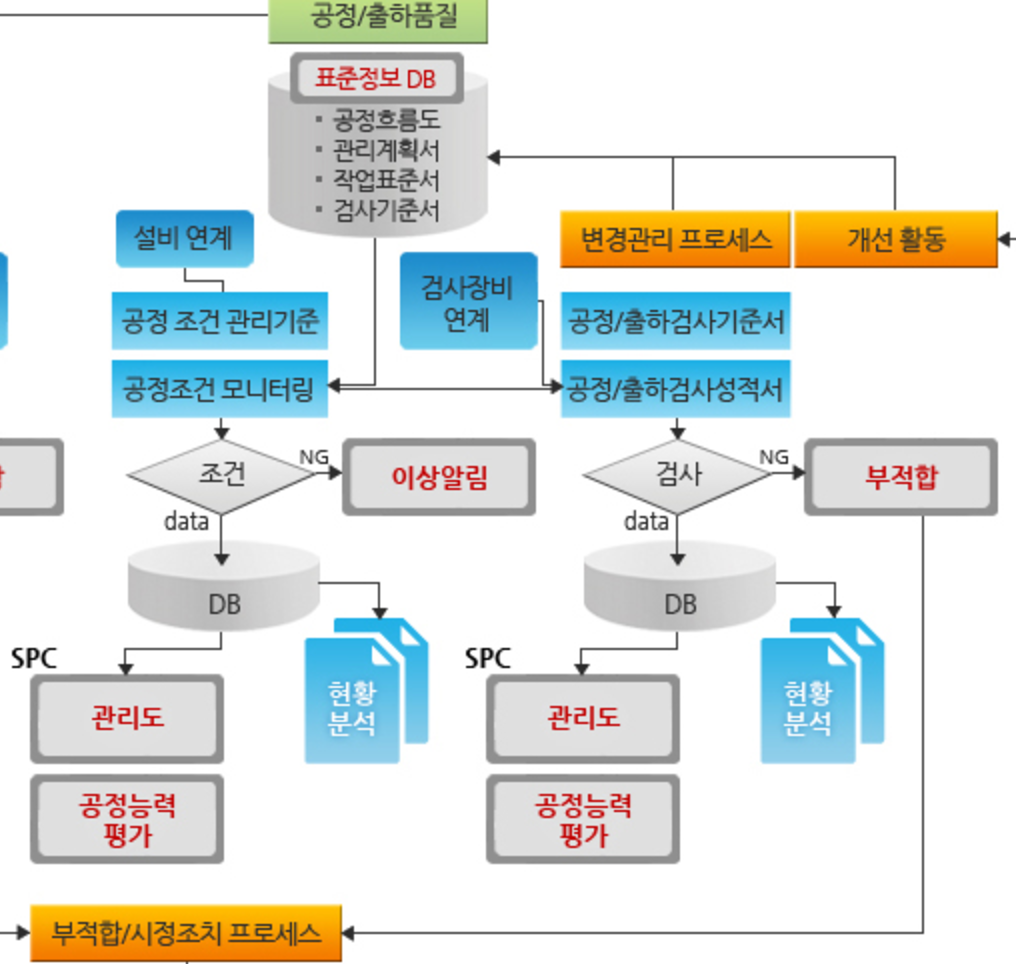 공정/출하품질
표준정보 DB
▪ 공정흐름도
▪ 관리계획서
▪ 작업표준서
▪ 검사기준서
설비 연계
변경관리 프로세스
개선 활동
검사장비
연계
공정 조건 관리기준
공정/출하검사기준서
공정조건 모니터링
공정/출하검사성적서
조건
NG
이상알림
검사
NG
부적합
data
data
DB
DB
SPC
SPC
관리도
현황
분석
관리도
현황
분석
공정능력
평가
공정능력
평가
부적합/시정조치 프로세스